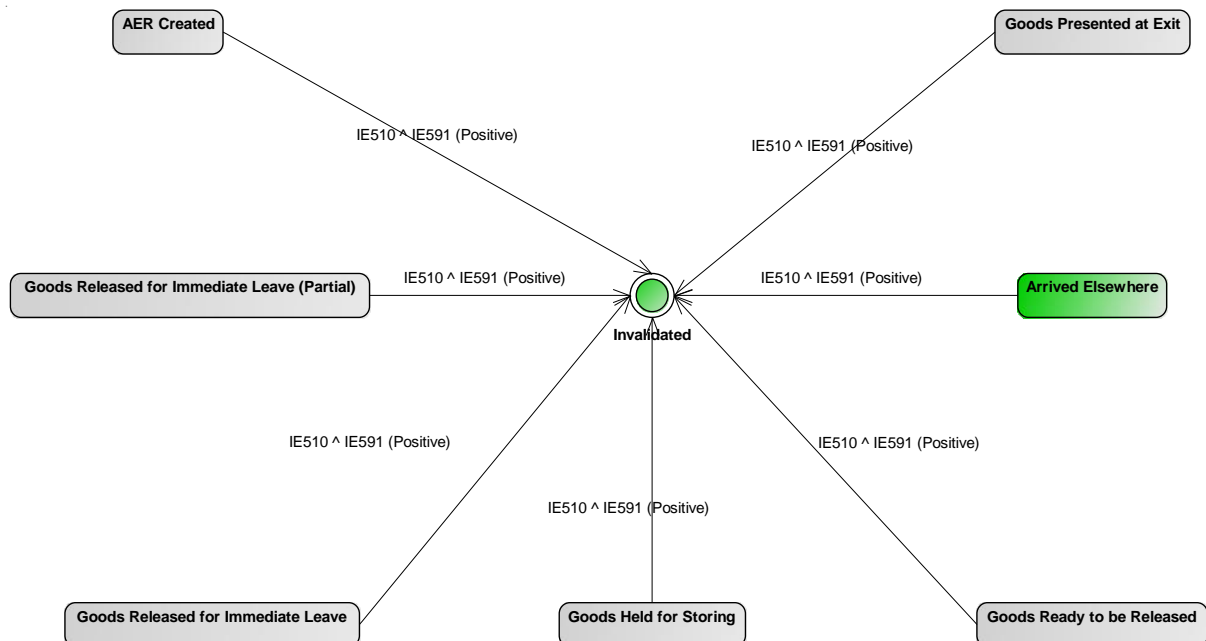 AER Created
Goods Presented at Exit
IE510 ^ IE591 (Positive)
IE510 ^ IE591 (Positive)
Goods Released for Immediate Leave (Partial)
IE510 ^ IE591 (Positive)
IE510 ^ IE591 (Positive)
Arrived Elsewhere
Invalidated
IE510 ^ IE591 (Positive)
IE510 ^ IE591 (Positive)
IE510 ^ IE591 (Positive)
Goods Released for Immediate Leave
Goods Held for Storing
Goods Ready to be Released